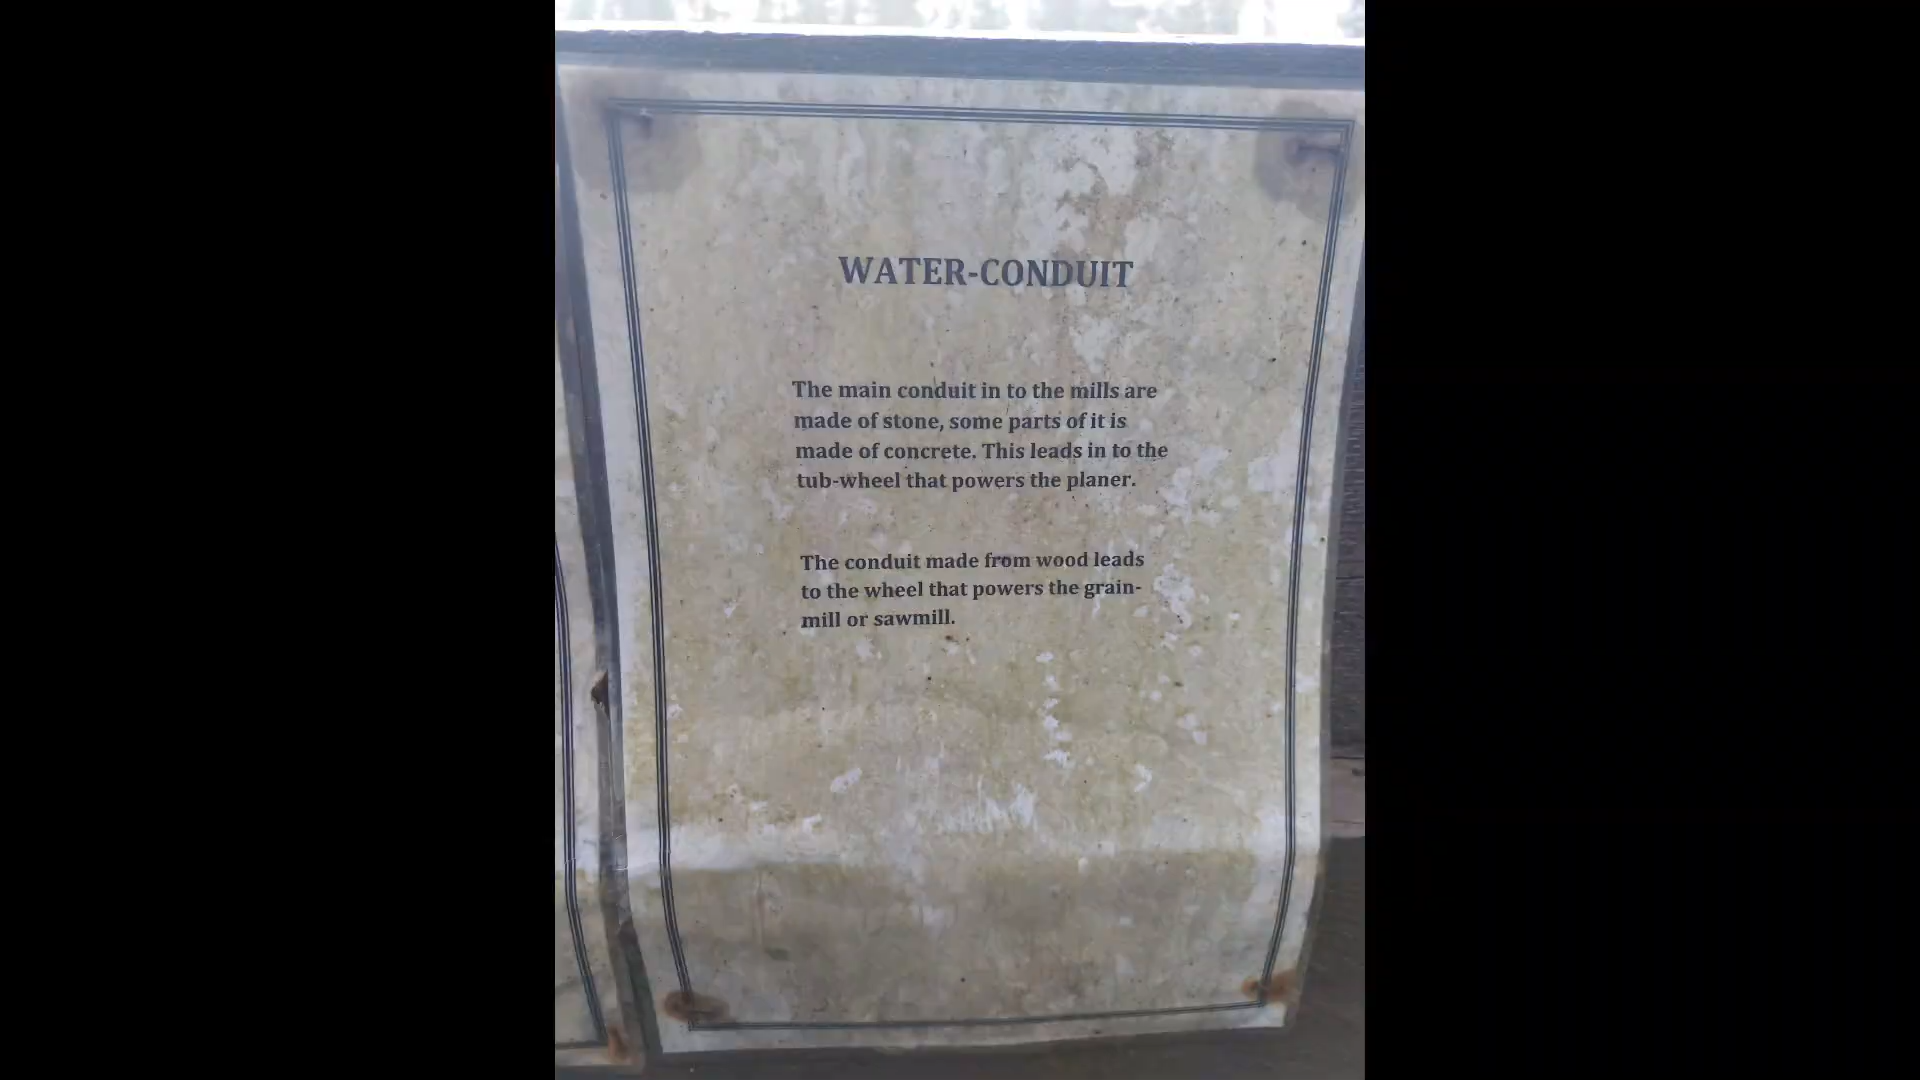 WATER-CONDUIT
The main conduit in to the mills are
made of stone, some parts of it is
made of concrete. This leads in to the
tub-wheel that powers the planer.
The conduit made from wood leads
to the wheel that powers the grain-
mill or sawmill.